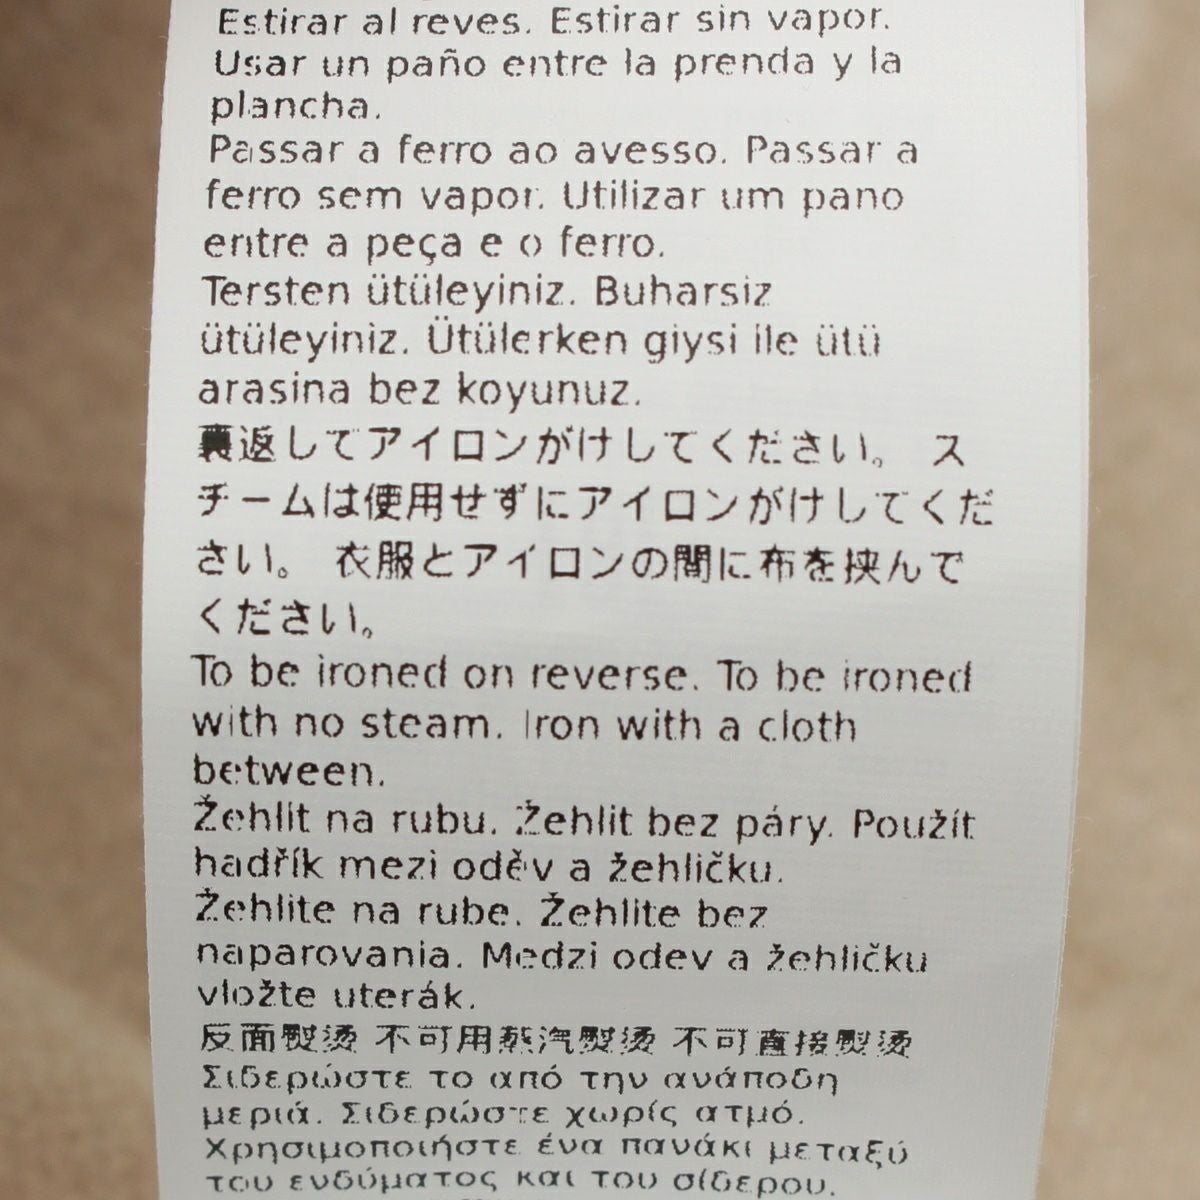 Estirar al reves. Estirar sin vapor.
Usar un paño entre la prenda y la
plancha.
Passar a ferro ao avesso. Passar a
ferro sem vapor. Utilizar um pano
entre a peça e o ferro.
Tersten ütüleyiniz. Buharsiz
ütüleyiniz. Ütülerken giysi ile ütü
arasina bez koyunuz.
裏返してアイロンがけしてください。 ス
チームは使用せずにアイロンがけしてくだ
さい。 衣服とアイロンの間に布を挟んで
ください。
To be ironed on reverse. To be ironed
with no steam. Iron with a cloth
between.
Žehlit na rubu. Žehlit bez páry. Použít
hadřík mezi oděv a žehličku.
Žehlite na rube. Žehlite bez
naparovania. Medzi odev a žehličku
vložte uterák.
反面熨烫 不可用蒸汽熨烫 不可直接熨烫
Σιδερώστε το από την ανάποδη
μεριά. Σιδερώστε χωρίς ατμό.
Χρησιμοποιήστε ένα πανάκι μεταξύ
του ενδύματος και του σίδερου.